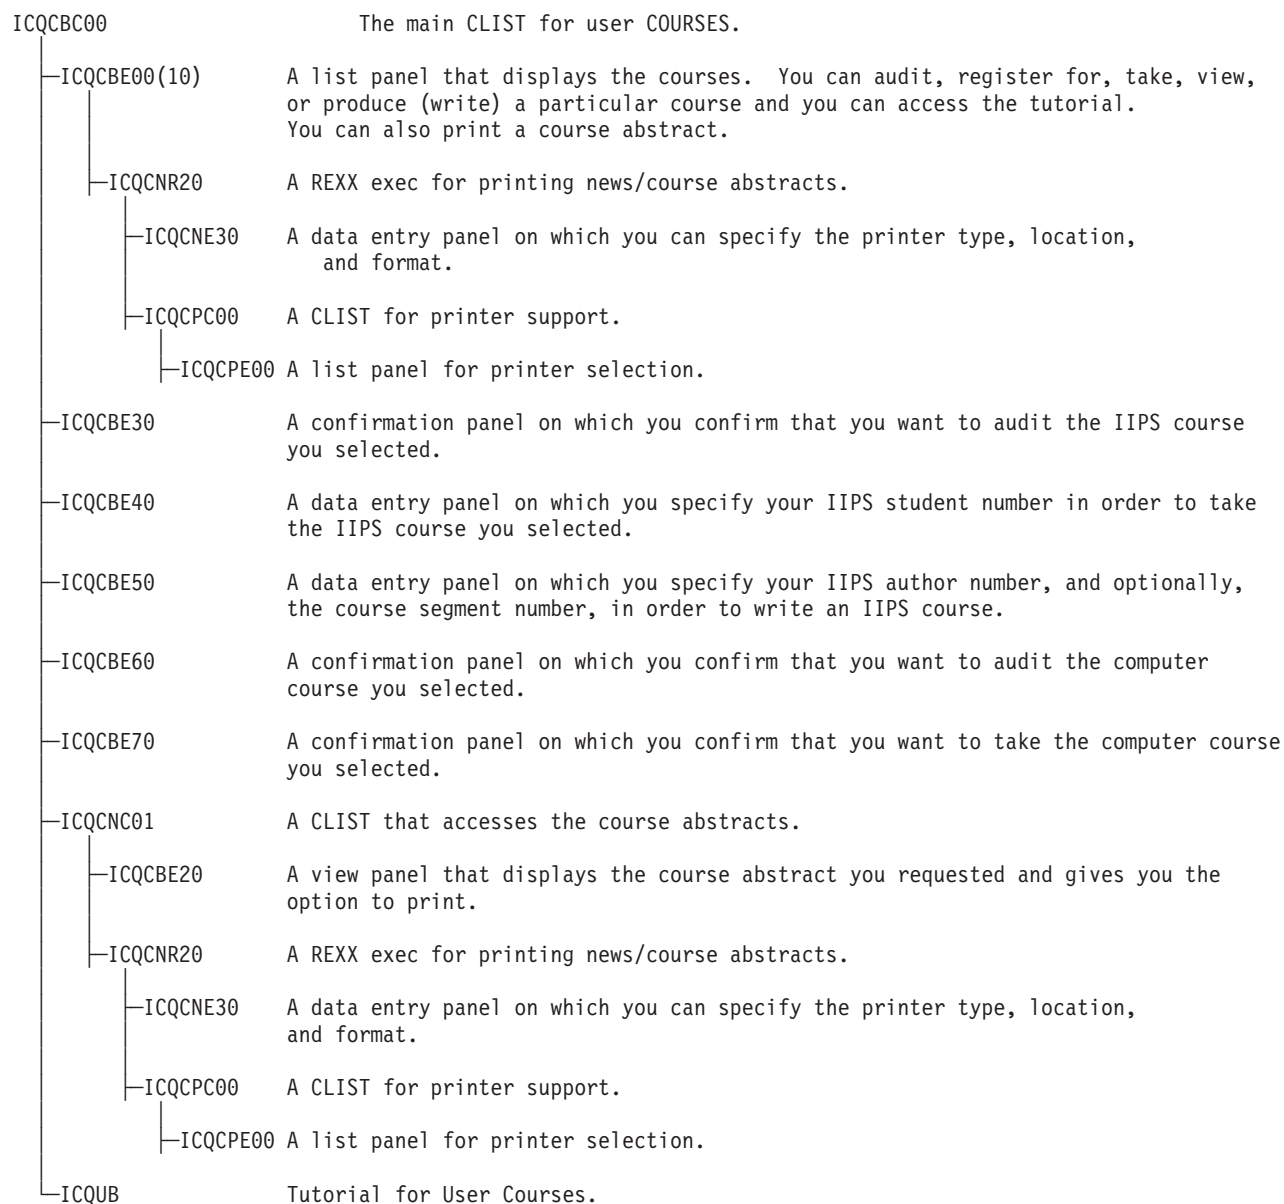 ICQCBC00 The main CLIST for user COURSES.
ICQCBE00(10) A list panel that displays the courses. You can audit, register for, take, view,
or produce (write) a particular course and you can access the tutorial.
You can also print a course abstract.
ICQCNR20 A REXX exec for printing news/course abstracts.
ICQCNE30 A data entry panel on which you can specify the printer type, location,
and format.
ICQCPC00 A CLIST for printer support.
ICQCPE00 A list panel for printer selection.
ICQCBE30 A confirmation panel on which you confirm that you want to audit the IIPS course
you selected.
ICQCBE40 A data entry panel on which you specify your IIPS student number in order to take
the IIPS course you selected.
ICQCBE50 A data entry panel on which you specify your IIPS author number, and optionally,
the course segment number, in order to write an IIPS course.
ICQCBE60 A confirmation panel on which you confirm that you want to audit the computer
course you selected.
ICQCBE70 A confirmation panel on which you confirm that you want to take the computer course
you selected.
ICQCNC01 A CLIST that accesses the course abstracts.
ICQCBE20 A view panel that displays the course abstract you requested and gives you the
option to print.
ICQCNR20 A REXX exec for printing news/course abstracts.
ICQCNE30 A data entry panel on which you can specify the printer type, location,
and format.
ICQCPC00 A CLIST for printer support.
ICQCPE00 A list panel for printer selection.
ICQUB Tutorial for User Courses.